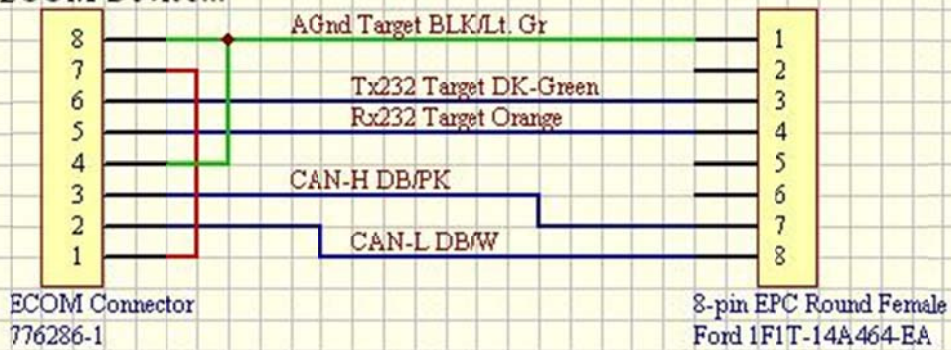 8
7
6
5
4
3
2
1
AGnd Target BLK/Lt. Gr
Tx232 Target DK-Green
Rx232 Target Orange
CAN-H DB/PK
CAN-L DB/W
1
2
3
4
5
6
7
8
ECOM Connector
776286-1
8-pin EPC Round Female
Ford 1F1T-14A464-EA